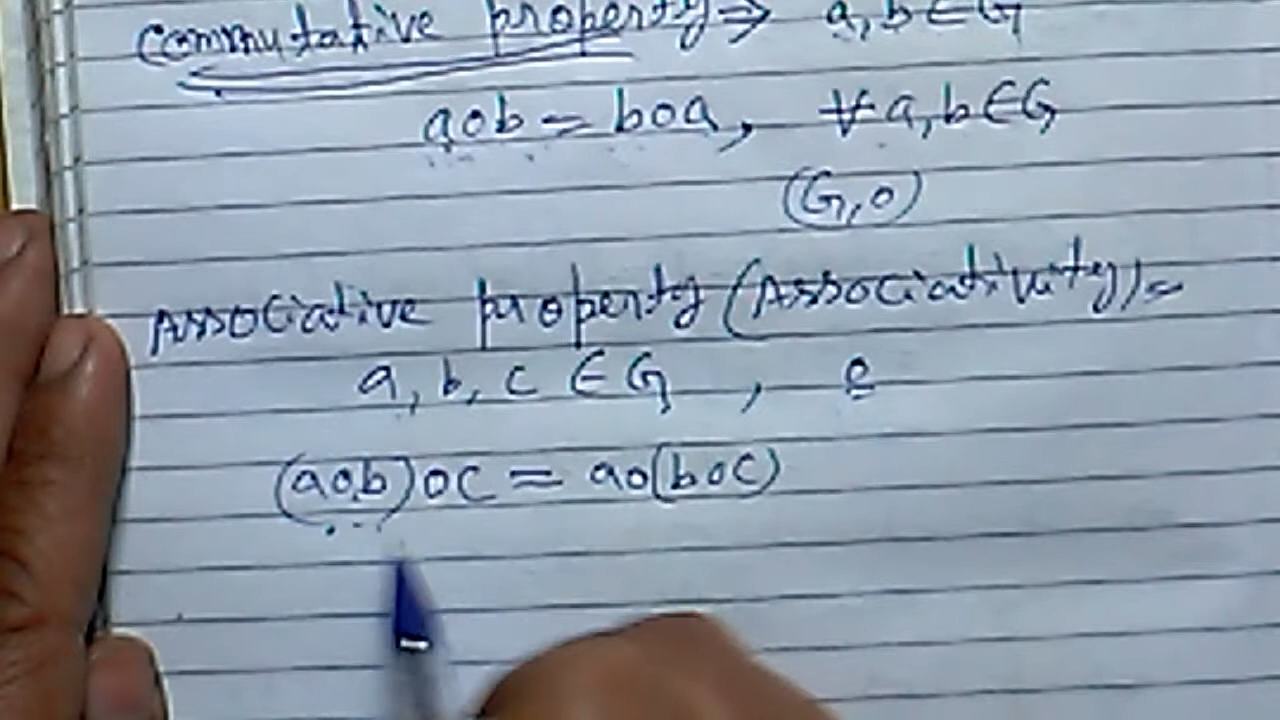 Commutative property ⇒ a, b ∈ G
aob = boa, ∀ a, b ∈ G
(G, o)
Associative property (Associativity) =
a, b, c ∈ G ,
(aob)oc = ao(boc)